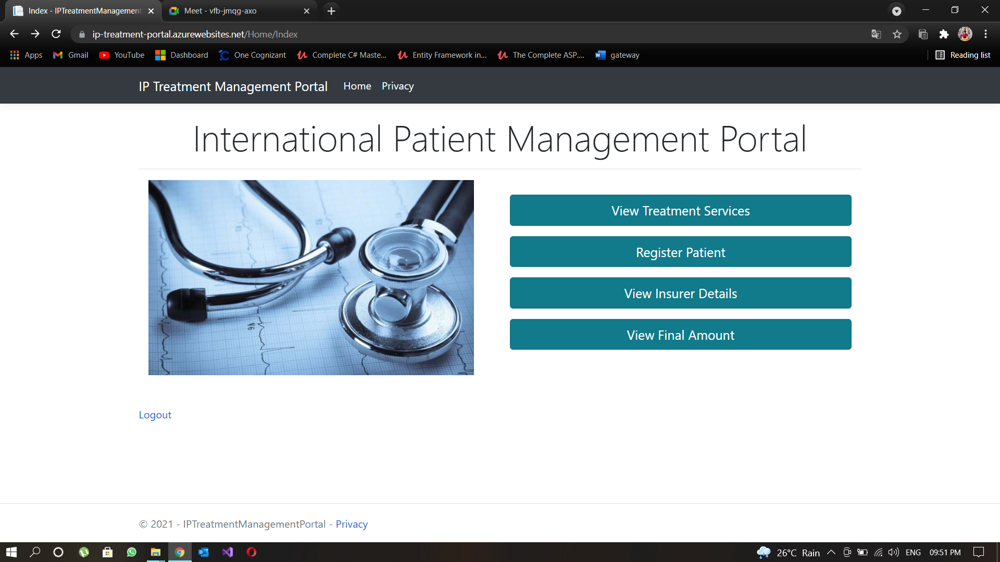 Index - IPTreatmentManagement
Meet - vfb-jmqg-axo
ip-treatment-portal.azurewebsites.net/Home/Index
Apps
Gmail
YouTube
Dashboard
One Cognizant
Complete C# Maste...
Entity Framework in...
The Complete ASP....
gateway
Reading list
IP Treatment Management Portal
Home
Privacy
International Patient Management Portal
View Treatment Services
Register Patient
View Insurer Details
View Final Amount
V6
Logout
© 2021 - IPTreatmentManagementPortal - Privacy
26°C Rain
ENG
09:51 PM